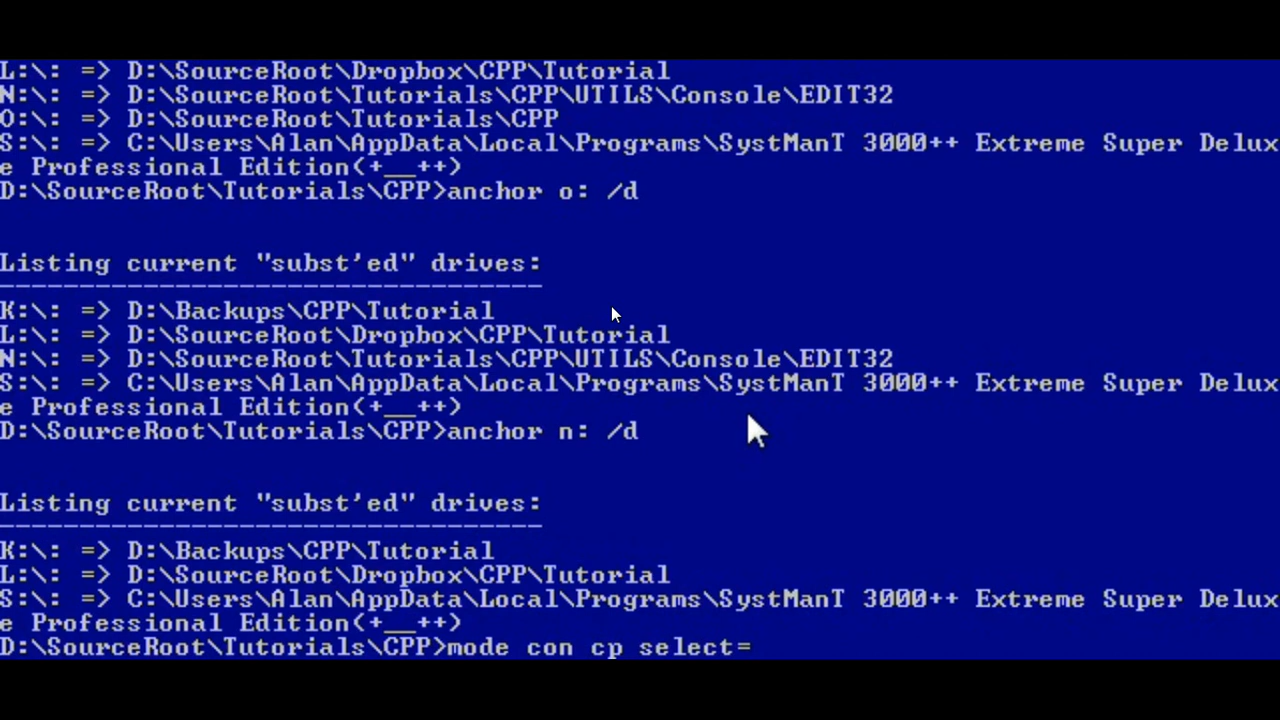 L:\: => D:\SourceRoot\Dropbox\CPP\Tutorial
N:\: => D:\SourceRoot\Tutorials\CPP\UTILS\Console\EDIT32
O:\: => D:\SourceRoot\Tutorials\CPP
S:\: => C:\Users\Alan\AppData\Local\Programs\SystManT 3000++ Extreme Super Delux
e Professional Edition(+__++)
D:\SourceRoot\Tutorials\CPP>anchor o: /d
Listing current "subst'ed" drives:
----------------------------------
K:\: => D:\Backups\CPP\Tutorial
L:\: => D:\SourceRoot\Dropbox\CPP\Tutorial
N:\: => D:\SourceRoot\Tutorials\CPP\UTILS\Console\EDIT32
S:\: => C:\Users\Alan\AppData\Local\Programs\SystManT 3000++ Extreme Super Delux
e Professional Edition(+__++)
D:\SourceRoot\Tutorials\CPP>anchor n: /d
Listing current "subst'ed" drives:
----------------------------------
K:\: => D:\Backups\CPP\Tutorial
L:\: => D:\SourceRoot\Dropbox\CPP\Tutorial
S:\: => C:\Users\Alan\AppData\Local\Programs\SystManT 3000++ Extreme Super Delux
e Professional Edition(+__++)
D:\SourceRoot\Tutorials\CPP>mode con cp select=